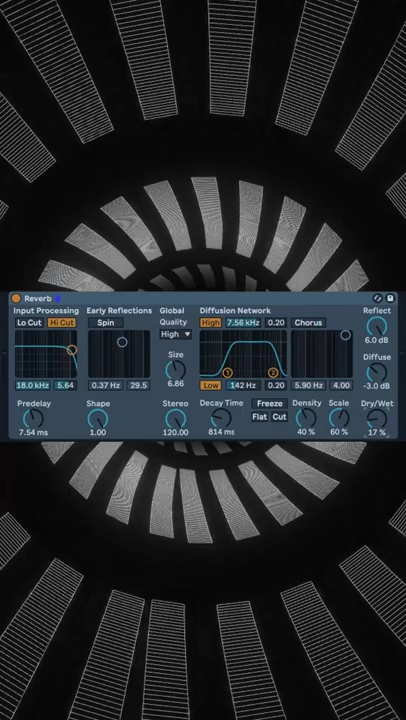 Reverb
Input Processing
Lo Cut Hi Cut
18.0 kHz 5.64
Predelay
7.54 ms
Early Reflections
Spin
0.37 Hz 29.5
Shape
1.00
Global
Quality
High
Size
6.86
Stereo
120.00
Diffusion Network
High 7.56 kHz 0.20
1 2
Low 142 Hz 0.20
Decay Time
814 ms
Freeze
Flat Cut
Chorus
5.90 Hz 4.00
Density
40 %
Scale
60 %
Reflect
6.0 dB
Diffuse
-3.0 dB
Dry/Wet
17 %